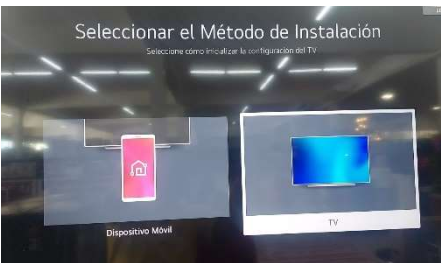 Seleccionar el Método de Instalación
Seleccione cómo inicializar la configuración del TV
Dispositivo Móvil
TV